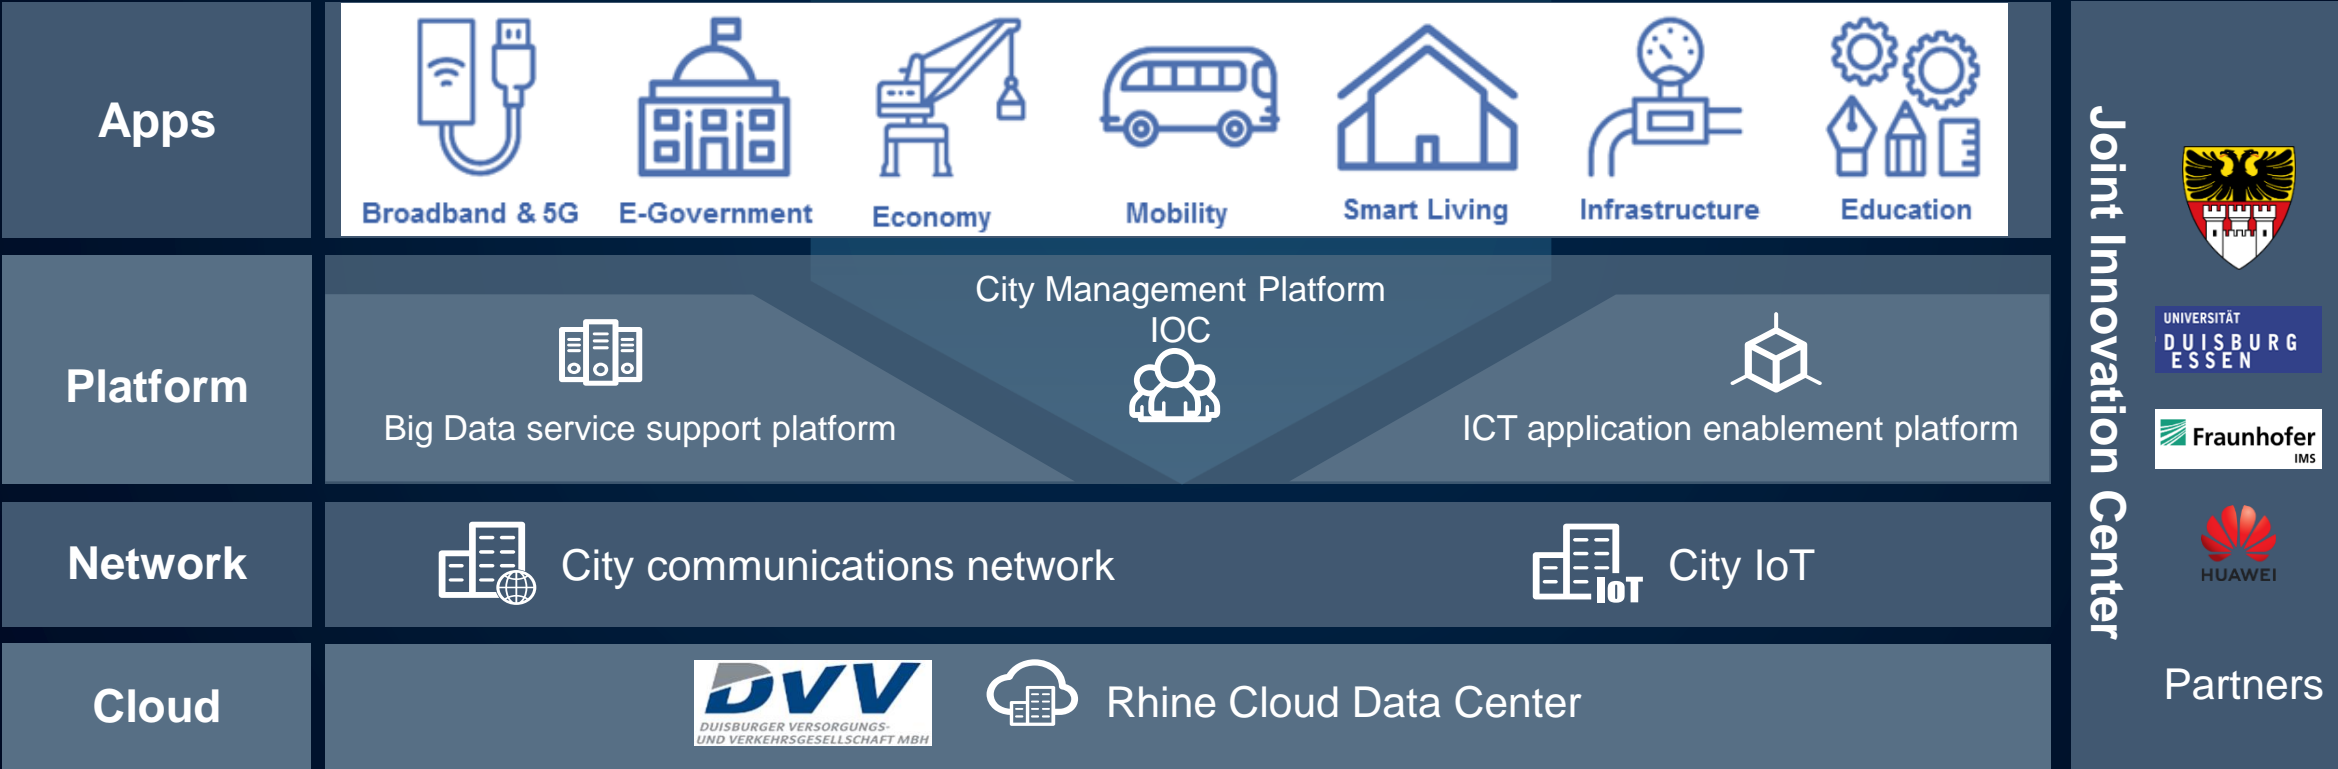 Apps
Broadband & 5G
E-Government
Economy
Mobility
Smart Living
Infrastructure
Education
Platform
City Management Platform
IOC
Big Data service support platform
ICT application enablement platform
Network
City communications network
IoT
City IoT
Cloud
DVV
DUISBURGER VERSORGUNGS-
UND VERKEHRSGESELLSCHAFT MBH
Rhine Cloud Data Center
Joint Innovation Center
UNIVERSITÄT
DUISBURG
ESSEN
Fraunhofer
IMS
HUAWEI
Partners